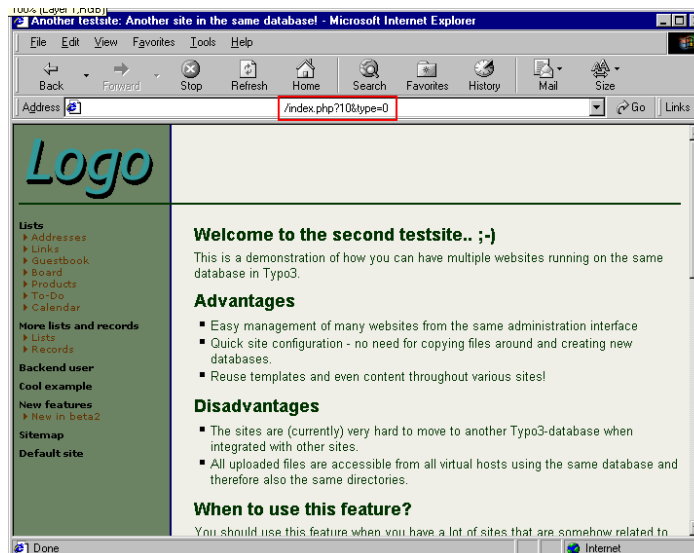 100% (Layer 1,RGB)
Another testsite: Another site in the same database! - Microsoft Internet Explorer
File Edit View Favorites Tools Help
Back Forward Stop Refresh Home Search Favorites History Mail Size
Address /index.php?10&type=0 Go Links
Logo
Lists
Addresses
Links
Guestbook
Board
Products
To-Do
Calendar
More lists and records
Lists
Records
Backend user
Cool example
New features
New in beta2
Sitemap
Default site
Welcome to the second testsite.. ;-)
This is a demonstration of how you can have multiple websites running on the same
database in Typo3.
Advantages
Easy management of many websites from the same administration interface
Quick site configuration - no need for copying files around and creating new
databases.
Reuse templates and even content throughout various sites!
Disadvantages
The sites are (currently) very hard to move to another Typo3-database when
integrated with other sites.
All uploaded files are accessible from all virtual hosts using the same database and
therefore also the same directories.
When to use this feature?
You should use this feature when you have a lot of sites that are somehow related to
Done Internet